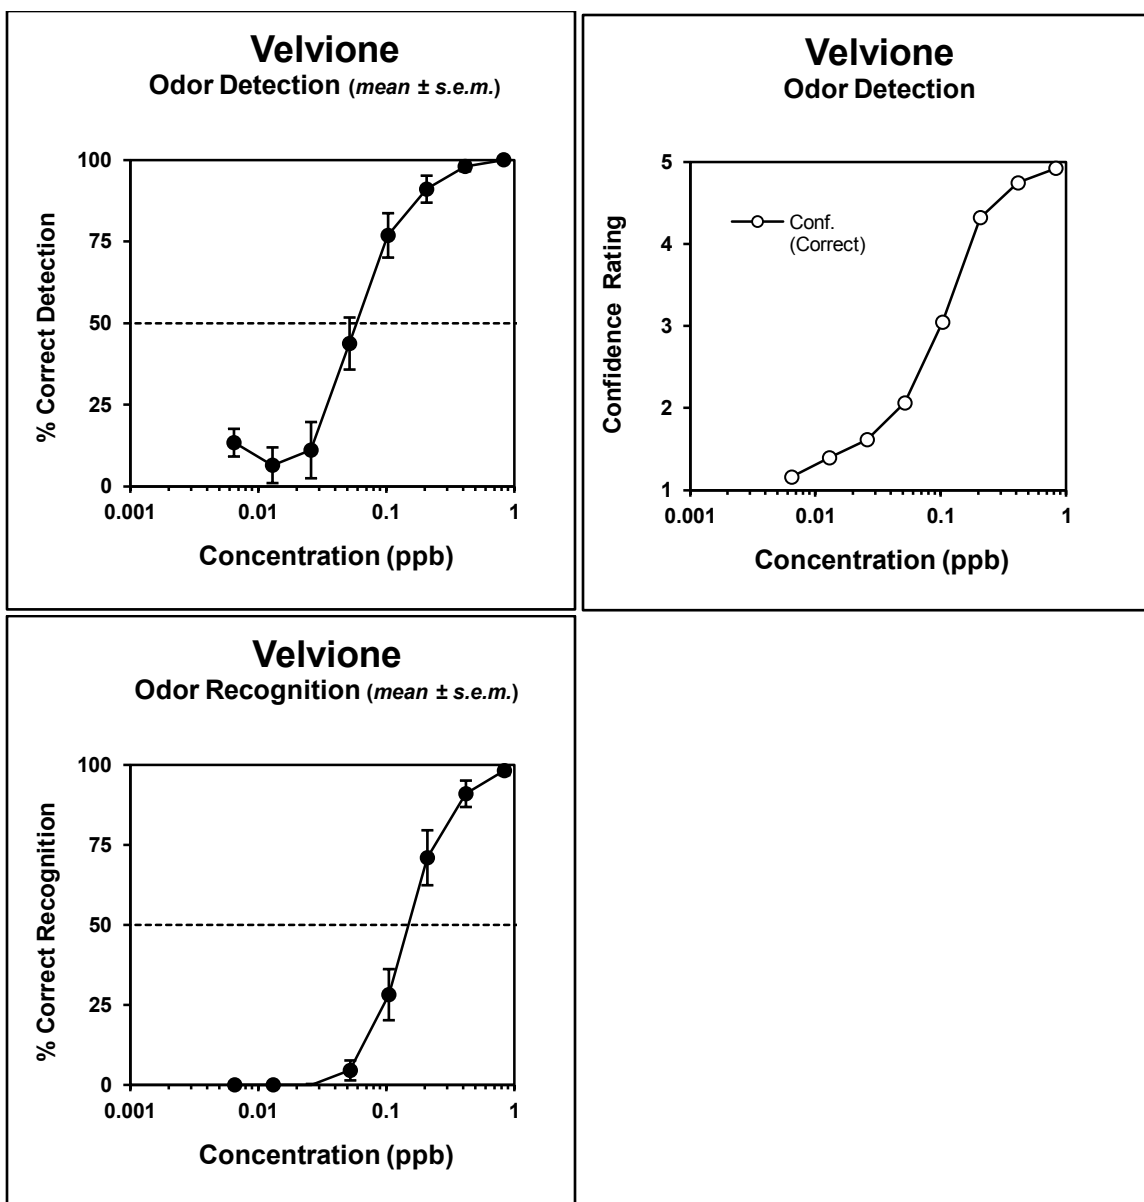 Velvione
Odor Detection (mean ± s.e.m.)
100
75
50
25
0
% Correct Detection
0.001 0.01 0.1 1
Concentration (ppb)
Velvione
Odor Detection
5
4
3
2
1
Confidence Rating
Conf.
(Correct)
0.001 0.01 0.1 1
Concentration (ppb)
Velvione
Odor Recognition (mean ± s.e.m.)
100
75
50
25
0
% Correct Recognition
0.001 0.01 0.1 1
Concentration (ppb)